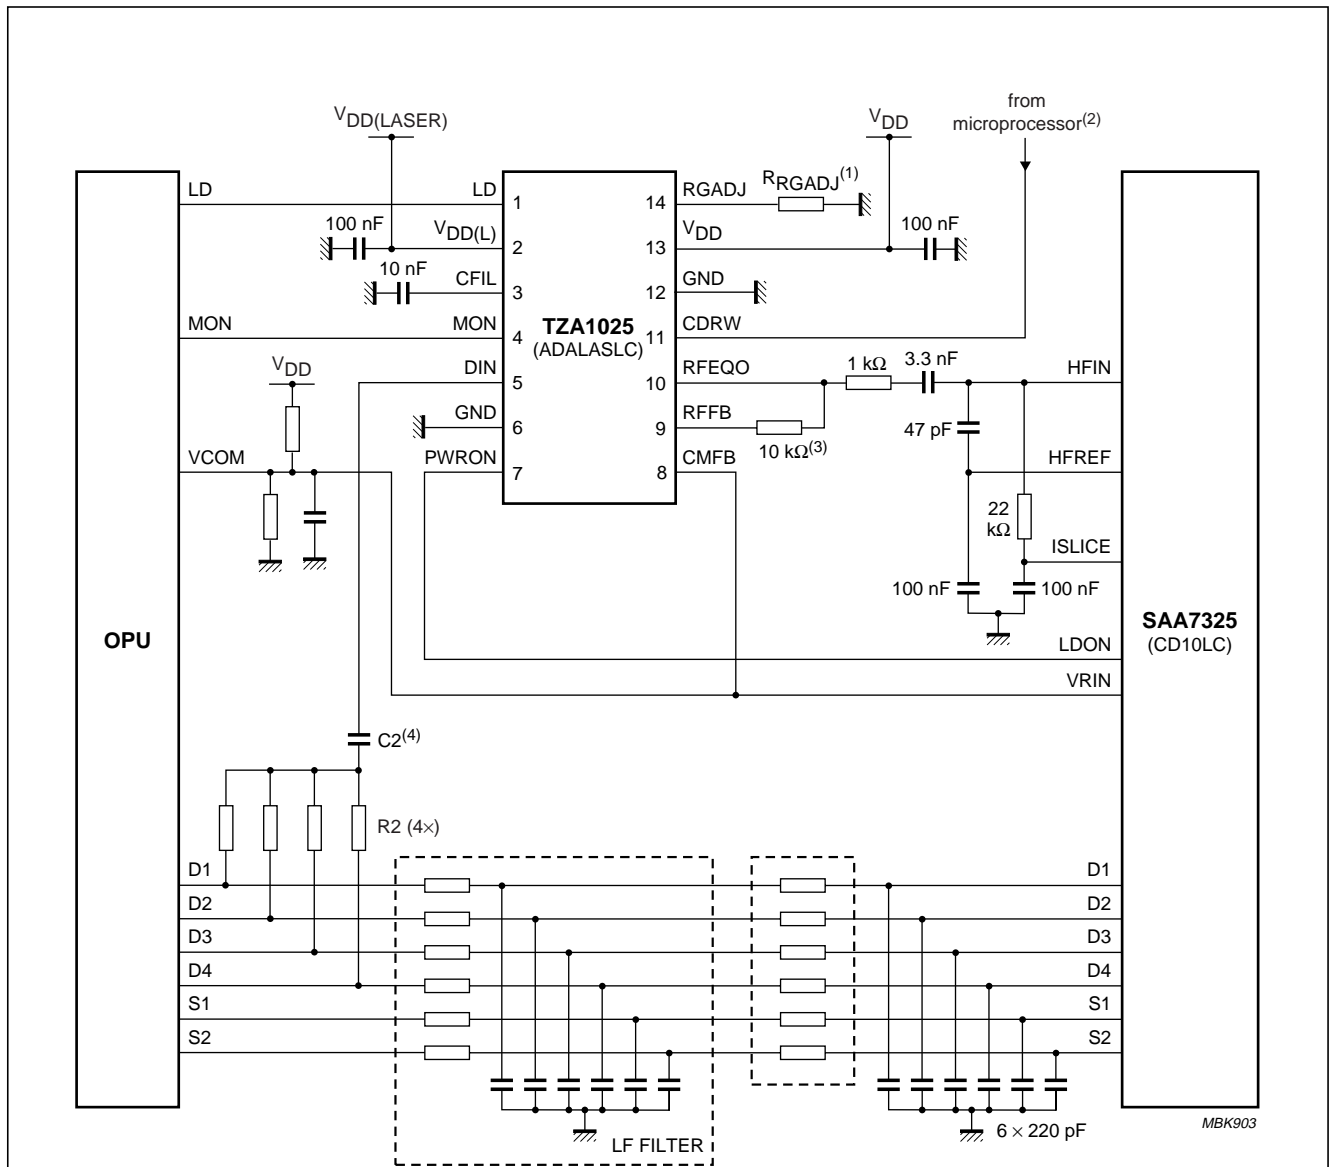 from
microprocessor(2)
VDD(LASER)
VDD
LD
LD
1
14
RGADJ
RRGADJ(1)
100 nF
VDD(L)
2
13
VDD
100 nF
10 nF
CFIL
3
12
GND
MON
MON
4
TZA1025
(ADALASLC)
11
CDRW
VDD
DIN
5
10
RFEQO
1 kΩ
3.3 nF
HFIN
GND
6
9
RFFB
10 kΩ(3)
47 pF
VCOM
PWRON
7
8
CMFB
HFREF
22
kΩ
ISLICE
100 nF
100 nF
OPU
SAA7325
(CD10LC)
LDON
VRIN
C2(4)
R2 (4×)
D1
D1
D2
D2
D3
D3
D4
D4
S1
S1
S2
S2
LF FILTER
6 × 220 pF
MBK903